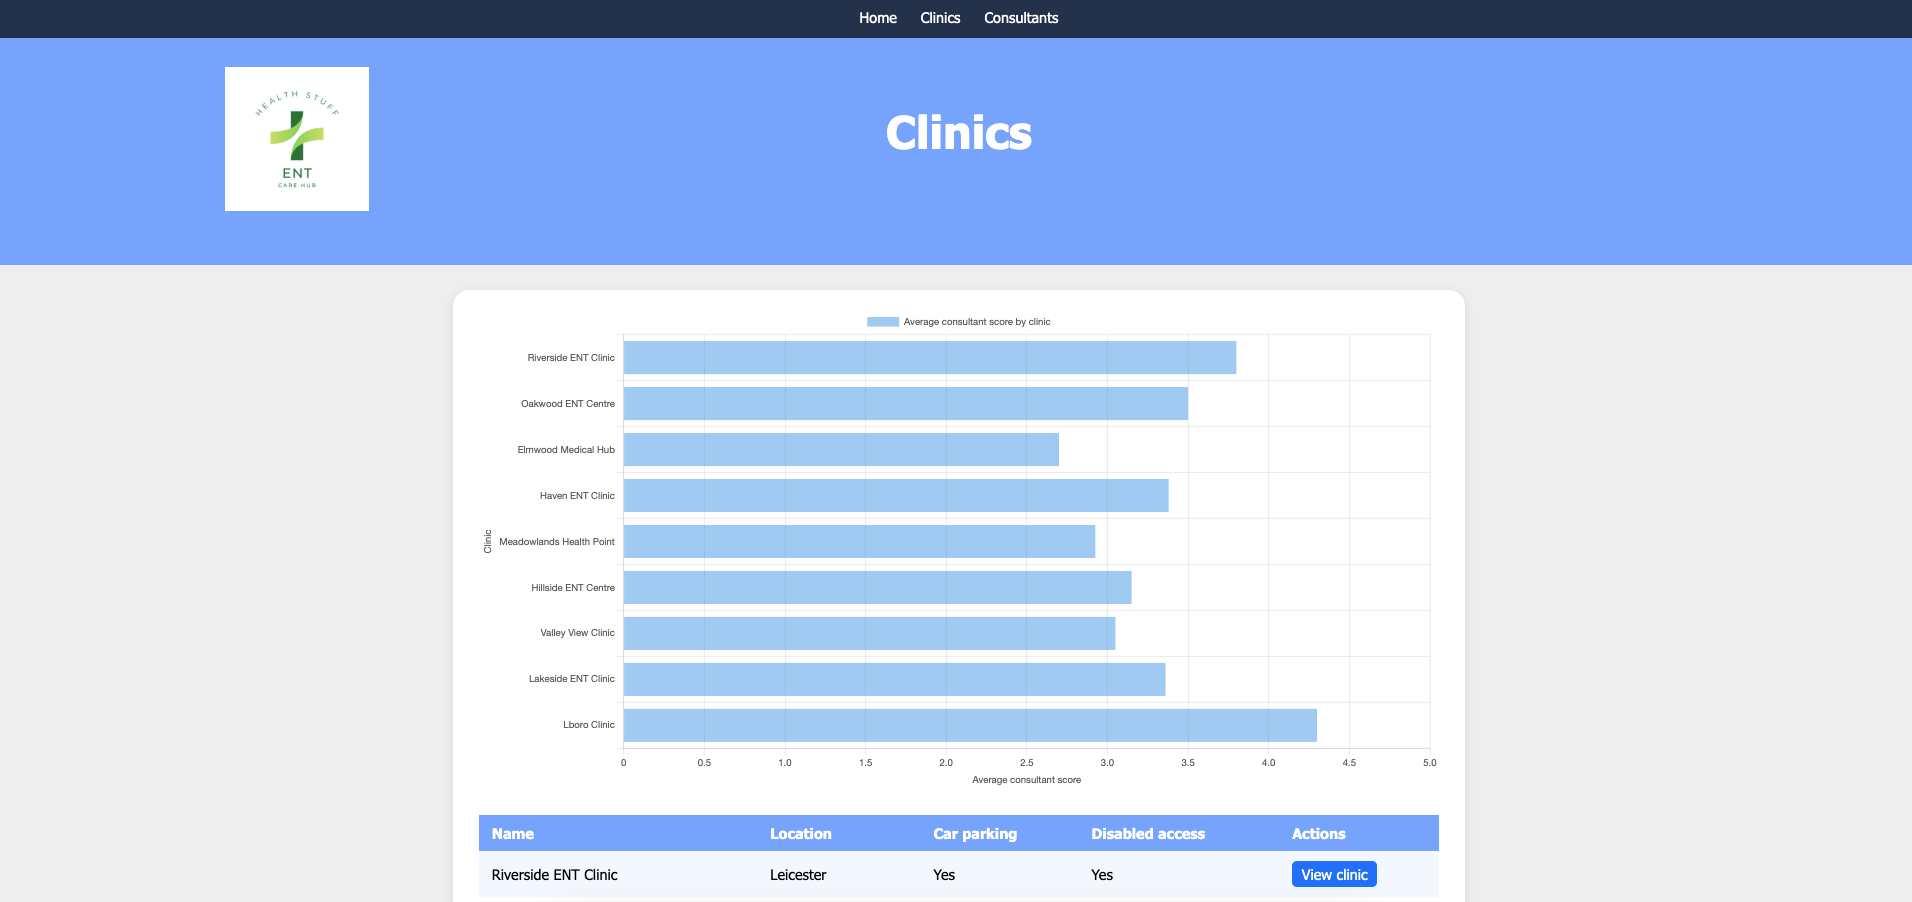 Home Clinics Consultants
HEALTH STUFF
ENT
CARE HUB
Clinics
Average consultant score by clinic
Riverside ENT Clinic
Oakwood ENT Centre
Elmwood Medical Hub
Haven ENT Clinic
Clinic
Meadowlands Health Point
Hillside ENT Centre
Valley View Clinic
Lakeside ENT Clinic
Lboro Clinic
0 0.5 1.0 1.5 2.0 2.5 3.0 3.5 4.0 4.5 5.0
Average consultant score
Name Location Car parking Disabled access Actions
Riverside ENT Clinic Leicester Yes Yes View clinic